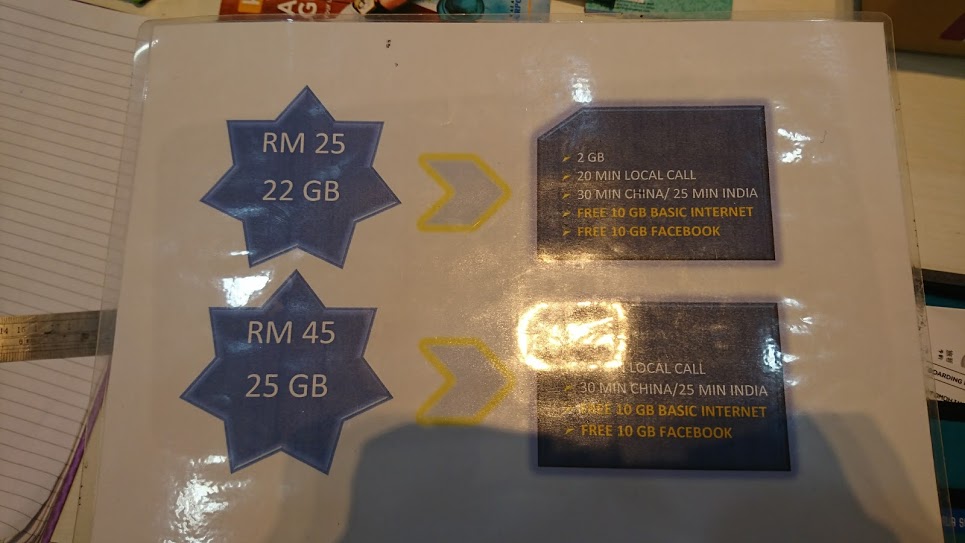 RM 25
22 GB
2 GB
20 MIN LOCAL CALL
30 MIN CHINA/ 25 MIN INDIA
FREE 10 GB BASIC INTERNET
FREE 10 GB FACEBOOK
RM 45
25 GB
LOCAL CALL
30 MIN CHINA/25 MIN INDIA
FREE 10 GB BASIC INTERNET
FREE 10 GB FACEBOOK